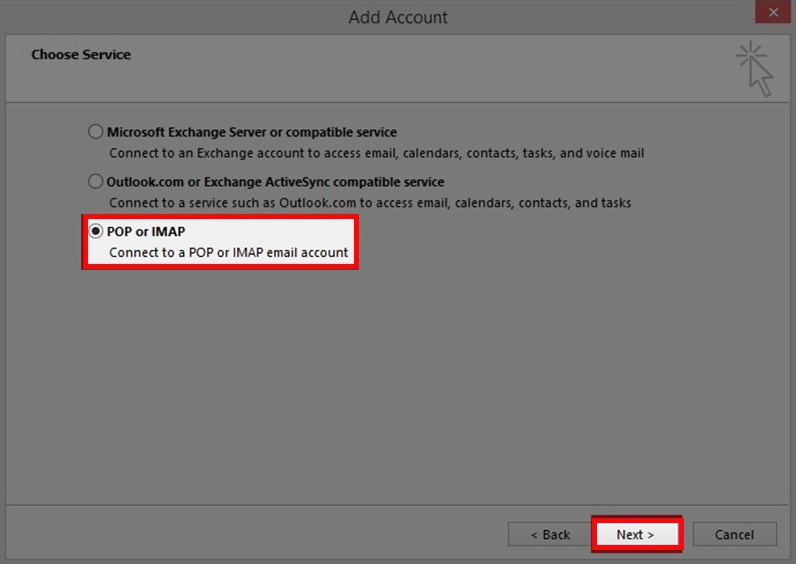 Add Account
Choose Service
Microsoft Exchange Server or compatible service
Connect to an Exchange account to access email, calendars, contacts, tasks, and voice mail
Outlook.com or Exchange ActiveSync compatible service
Connect to a service such as Outlook.com to access email, calendars, contacts, and tasks
POP or IMAP
Connect to a POP or IMAP email account
< Back Next > Cancel